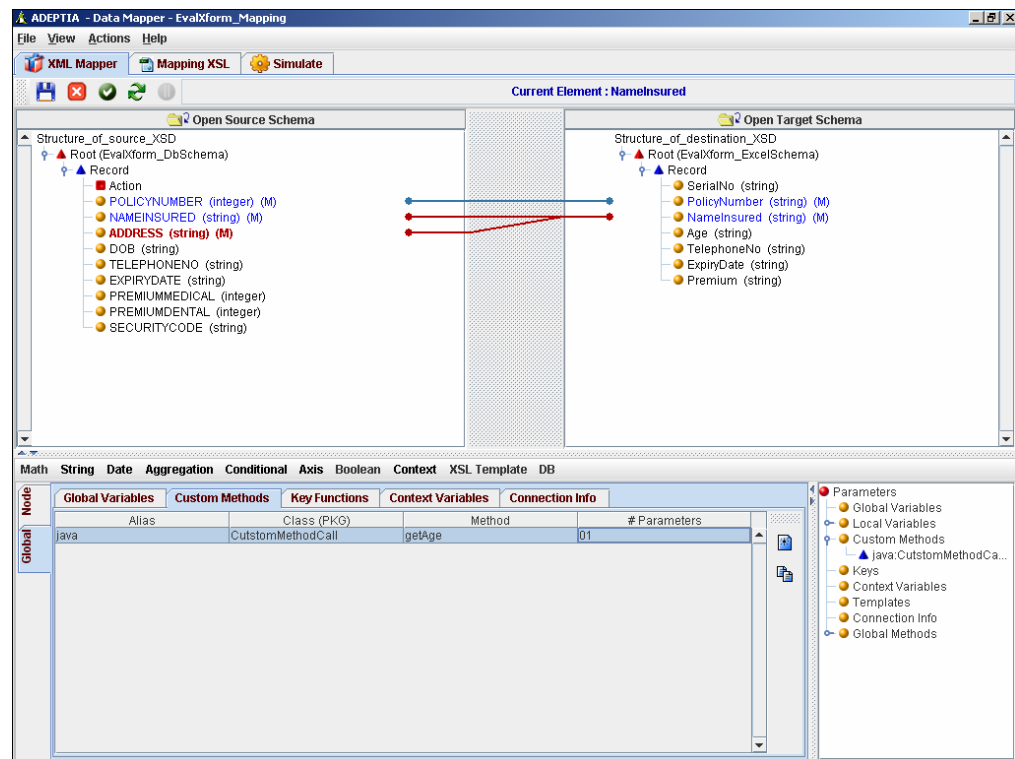 ADEPTIA - Data Mapper - EvalXform_Mapping
File View Actions Help
XML Mapper Mapping XSL Simulate
Current Element : NameInsured
Open Source Schema Open Target Schema
Structure_of_source_XSD Structure_of_destination_XSD
Root (EvalXform_DbSchema) Root (EvalXform_ExcelSchema)
Record Record
Action SerialNo (string)
POLICYNUMBER (integer) (M) PolicyNumber (string) (M)
NAMEINSURED (string) (M) NameInsured (string) (M)
ADDRESS (string) (M) Age (string)
DOB (string) TelephoneNo (string)
TELEPHONENO (string) ExpiryDate (string)
EXPIRYDATE (string) Premium (string)
PREMIUMMEDICAL (integer)
PREMIUMDENTAL (integer)
SECURITYCODE (string)
Math String Date Aggregation Conditional Axis Boolean Context XSL Template DB
Node
Global
Global Variables Custom Methods Key Functions Context Variables Connection Info
Alias Class (PKG) Method # Parameters
java CutstomMethodCall getAge 01
Parameters
Global Variables
Local Variables
Custom Methods
java:CutstomMethodCa...
Keys
Context Variables
Templates
Connection Info
Global Methods